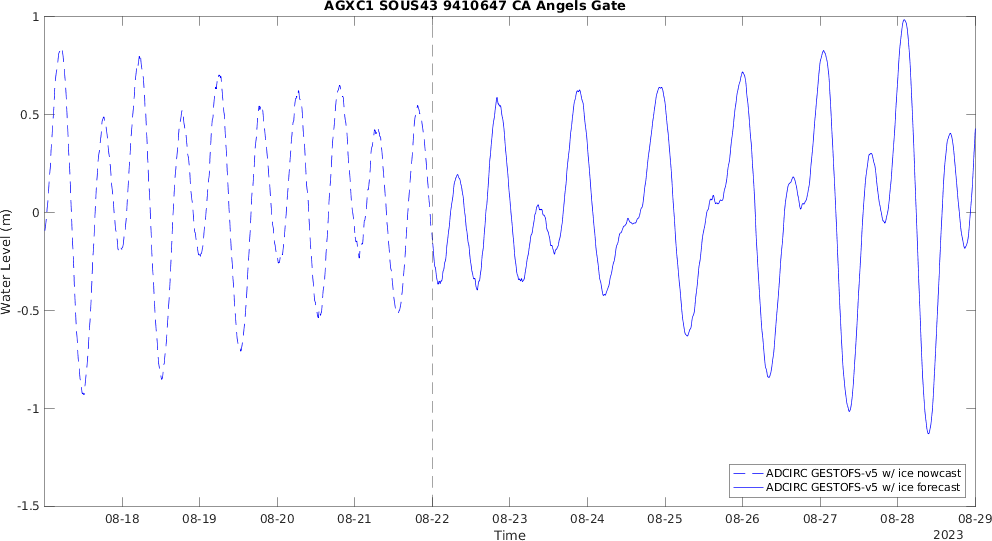 AGXC1 SOUS43 9410647 CA Angels Gate
1
0.5
0
-0.5
-1
-1.5
Water Level (m)
ADCIRC GESTOFS-v5 w/ ice nowcast
ADCIRC GESTOFS-v5 w/ ice forecast
08-18 08-19 08-20 08-21 08-22 08-23 08-24 08-25 08-26 08-27 08-28 08-29
Time
2023